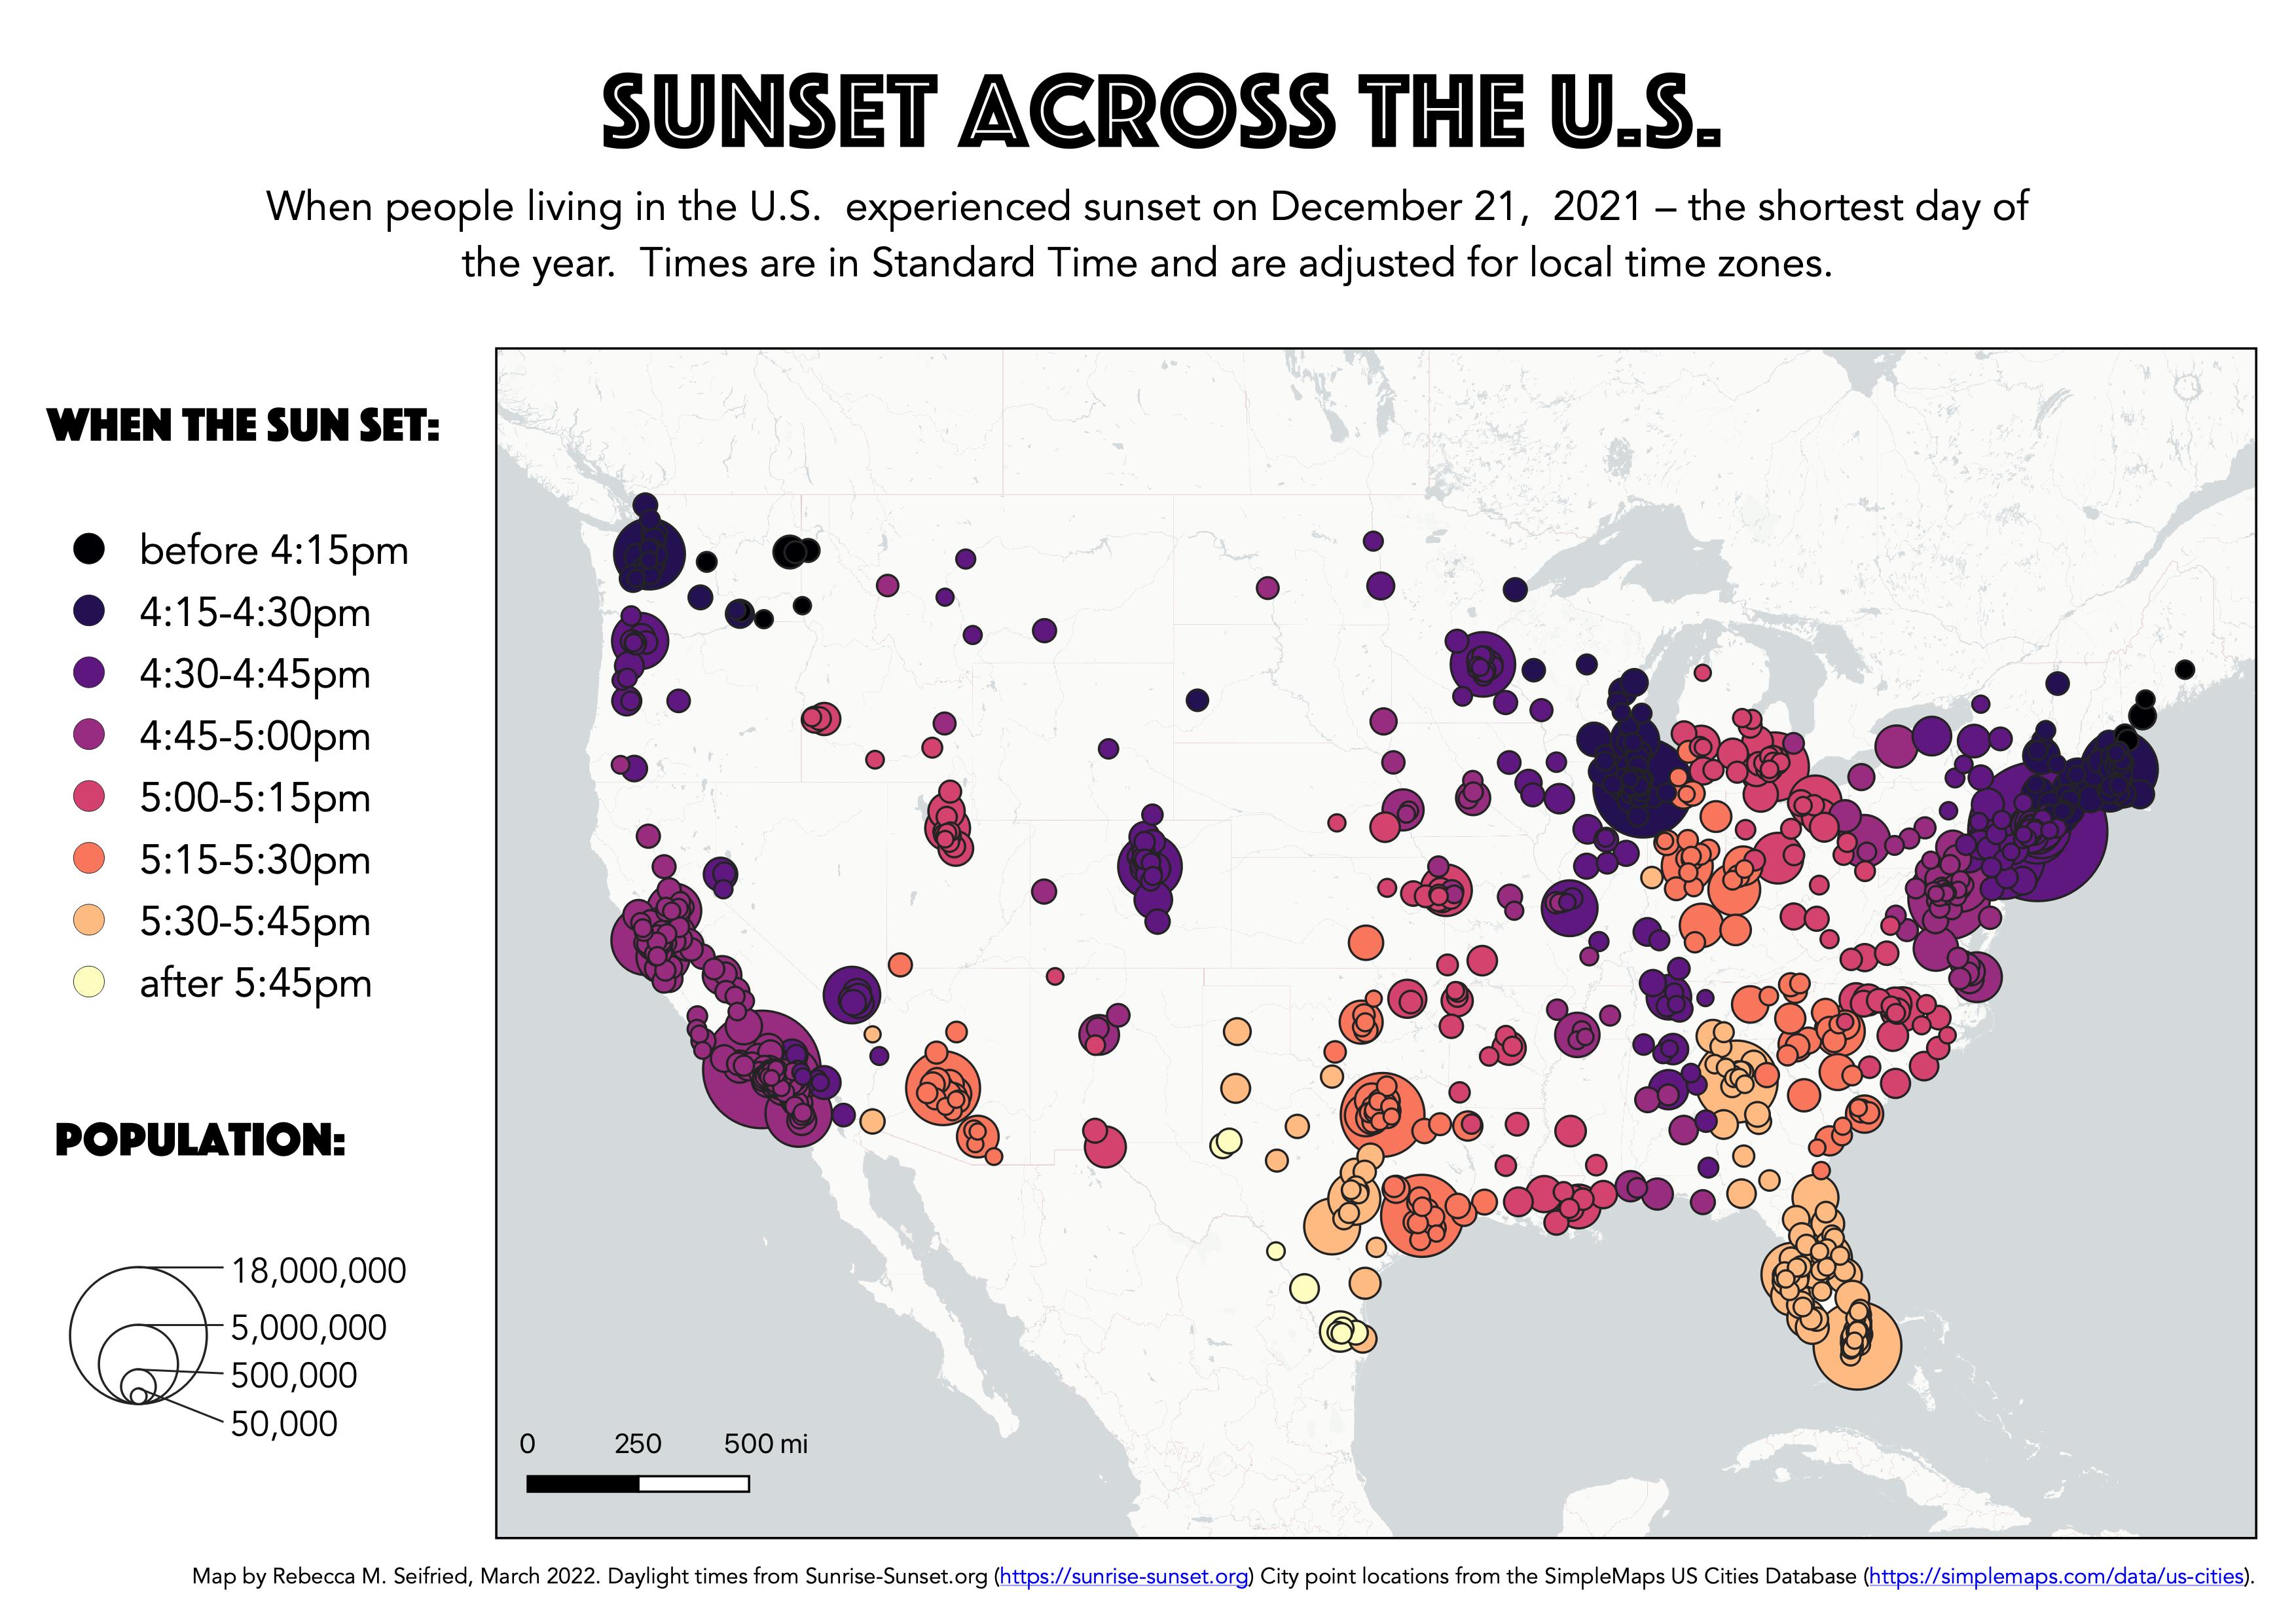 SUNSET ACROSS THE U.S.
When people living in the U.S. experienced sunset on December 21, 2021 – the shortest day of
the year. Times are in Standard Time and are adjusted for local time zones.
WHEN THE SUN SET:
before 4:15pm
4:15-4:30pm
4:30-4:45pm
4:45-5:00pm
5:00-5:15pm
5:15-5:30pm
5:30-5:45pm
after 5:45pm
POPULATION:
18,000,000
5,000,000
500,000
50,000
0 250 500 mi
Map by Rebecca M. Seifried, March 2022. Daylight times from Sunrise-Sunset.org (https://sunrise-sunset.org) City point locations from the SimpleMaps US Cities Database (https://simplemaps.com/data/us-cities).